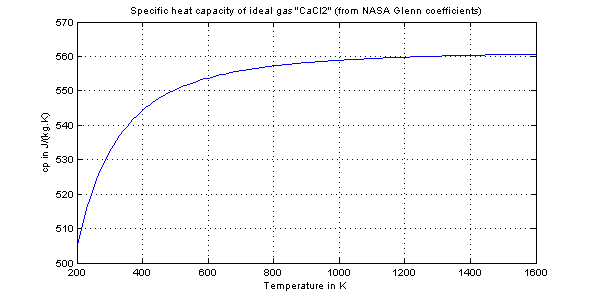 Specific heat capacity of ideal gas "CaCl2" (from NASA Glenn coefficients)
570
560
550
540
530
520
510
500
cp in J/(kg.K)
200 400 600 800 1000 1200 1400 1600
Temperature in K